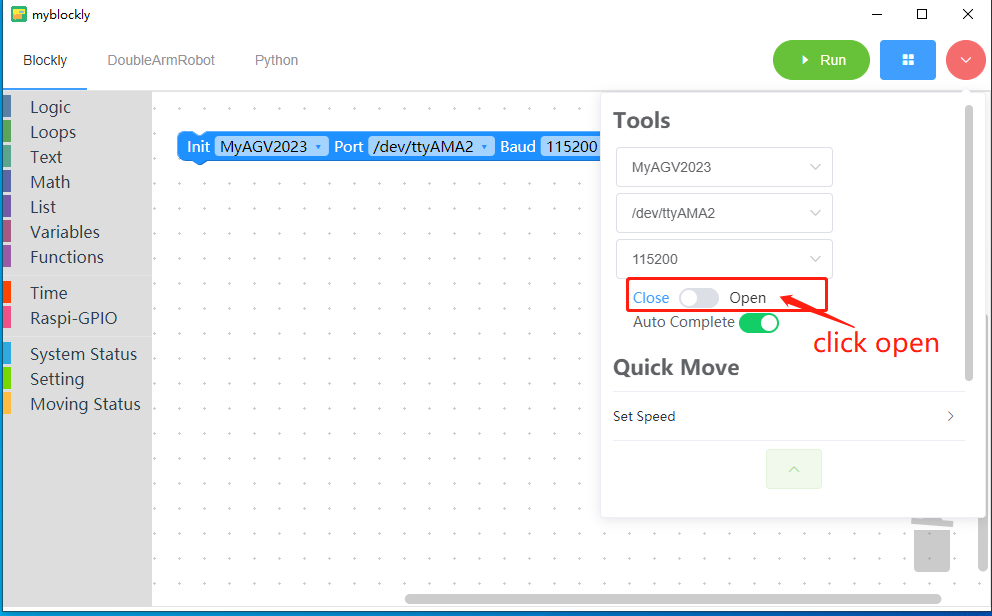 myblockly
Blockly DoubleArmRobot Python Run
Logic
Loops
Text
Math
List
Variables
Functions
Time
Raspi-GPIO
System Status
Setting
Moving Status
Init MyAGV2023 Port /dev/ttyAMA2 Baud 115200
Tools
MyAGV2023
/dev/ttyAMA2
115200
Close Open
Auto Complete
click open
Quick Move
Set Speed